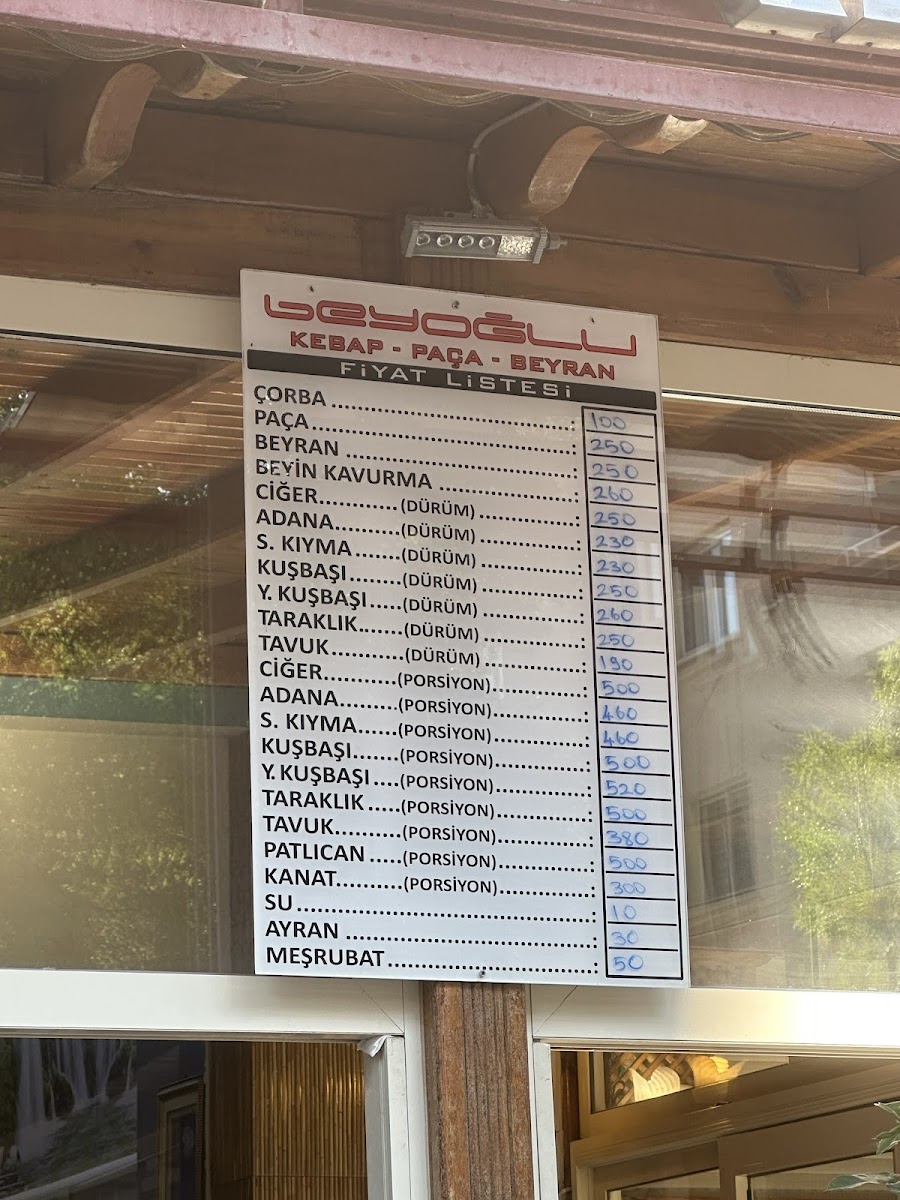 BEYOĞLU
KEBAP - PAÇA - BEYRAN
FİYAT LİSTESİ
ÇORBA ........................................: 100
PAÇA............................................: 250
BEYRAN ......................................: 250
BEYİN KAVURMA .......................: 260
CİĞER.............(DÜRÜM) ................: 250
ADANA...........(DÜRÜM) ................: 230
S. KIYMA .......(DÜRÜM) ................: 230
KUŞBAŞI.........(DÜRÜM) ................: 250
Y. KUŞBAŞI.....(DÜRÜM) ................: 260
TARAKLIK.......(DÜRÜM) ................: 250
TAVUK............(DÜRÜM) ................: 190
CİĞER............(PORSİYON)...............: 500
ADANA..........(PORSİYON)...............: 460
S. KIYMA.......(PORSİYON)...............: 460
KUŞBAŞI........(PORSİYON)...............: 500
Y. KUŞBAŞI ....(PORSİYON)...............: 520
TARAKLIK .....(PORSİYON)...............: 500
TAVUK...........(PORSİYON)...............: 380
PATLICAN .....(PORSİYON)...............: 500
KANAT...........(PORSİYON)...............: 300
SU ................................................: 10
AYRAN .........................................: 30
MEŞRUBAT...................................: 50